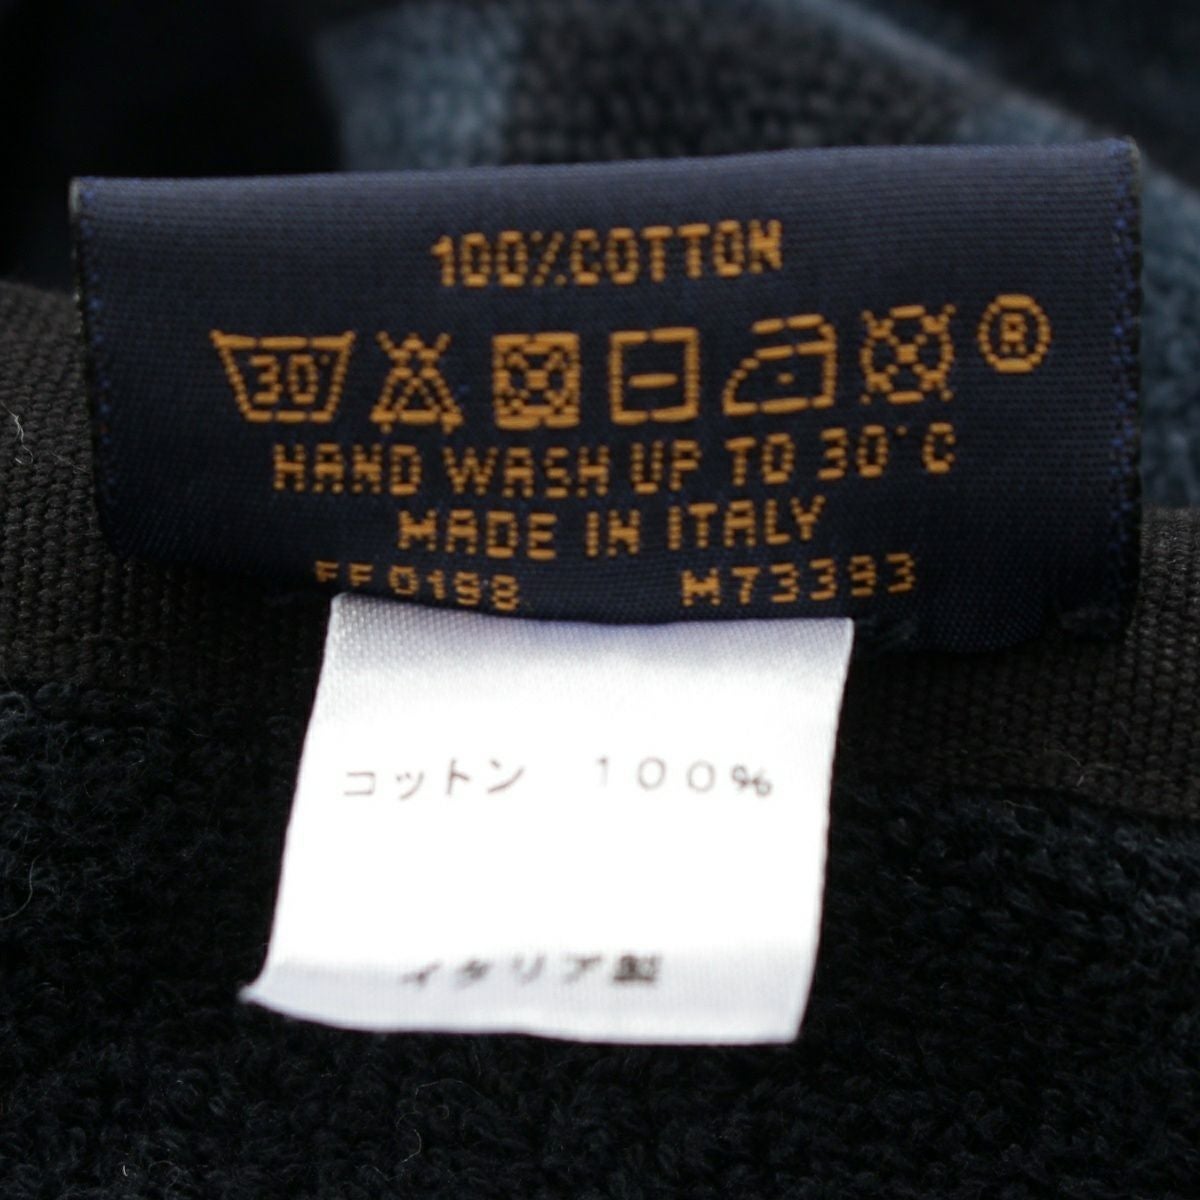 100%COTTON
30°
®
HAND WASH UP TO 30°C
MADE IN ITALY
M73393
コットン　100%
イタリア製